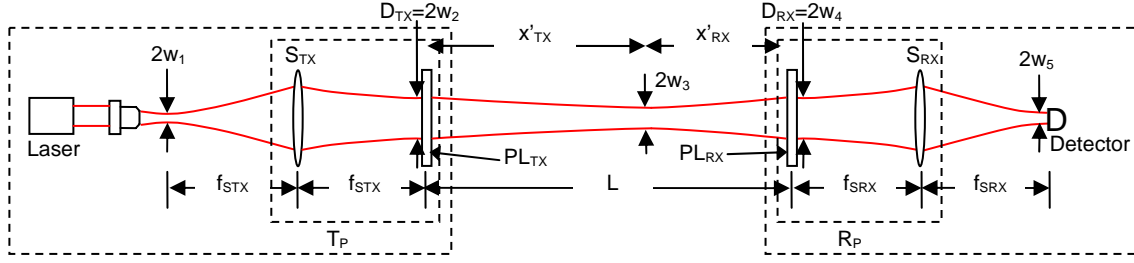 D_TX=2w_2
D_RX=2w_4
x'_TX
x'_RX
2w_1
S_TX
2w_3
S_RX
2w_5
Laser
PL_TX
PL_RX
D
Detector
f_STX
f_STX
L
f_SRX
f_SRX
T_P
R_P